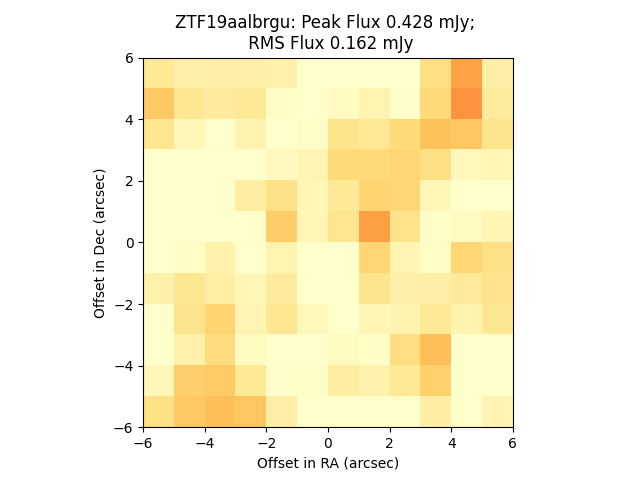 ZTF19aalbrgu: Peak Flux 0.428 mJy;
RMS Flux 0.162 mJy
6
4
2
0
−2
−4
−6
Offset in Dec (arcsec)
−6 −4 −2 0 2 4 6
Offset in RA (arcsec)